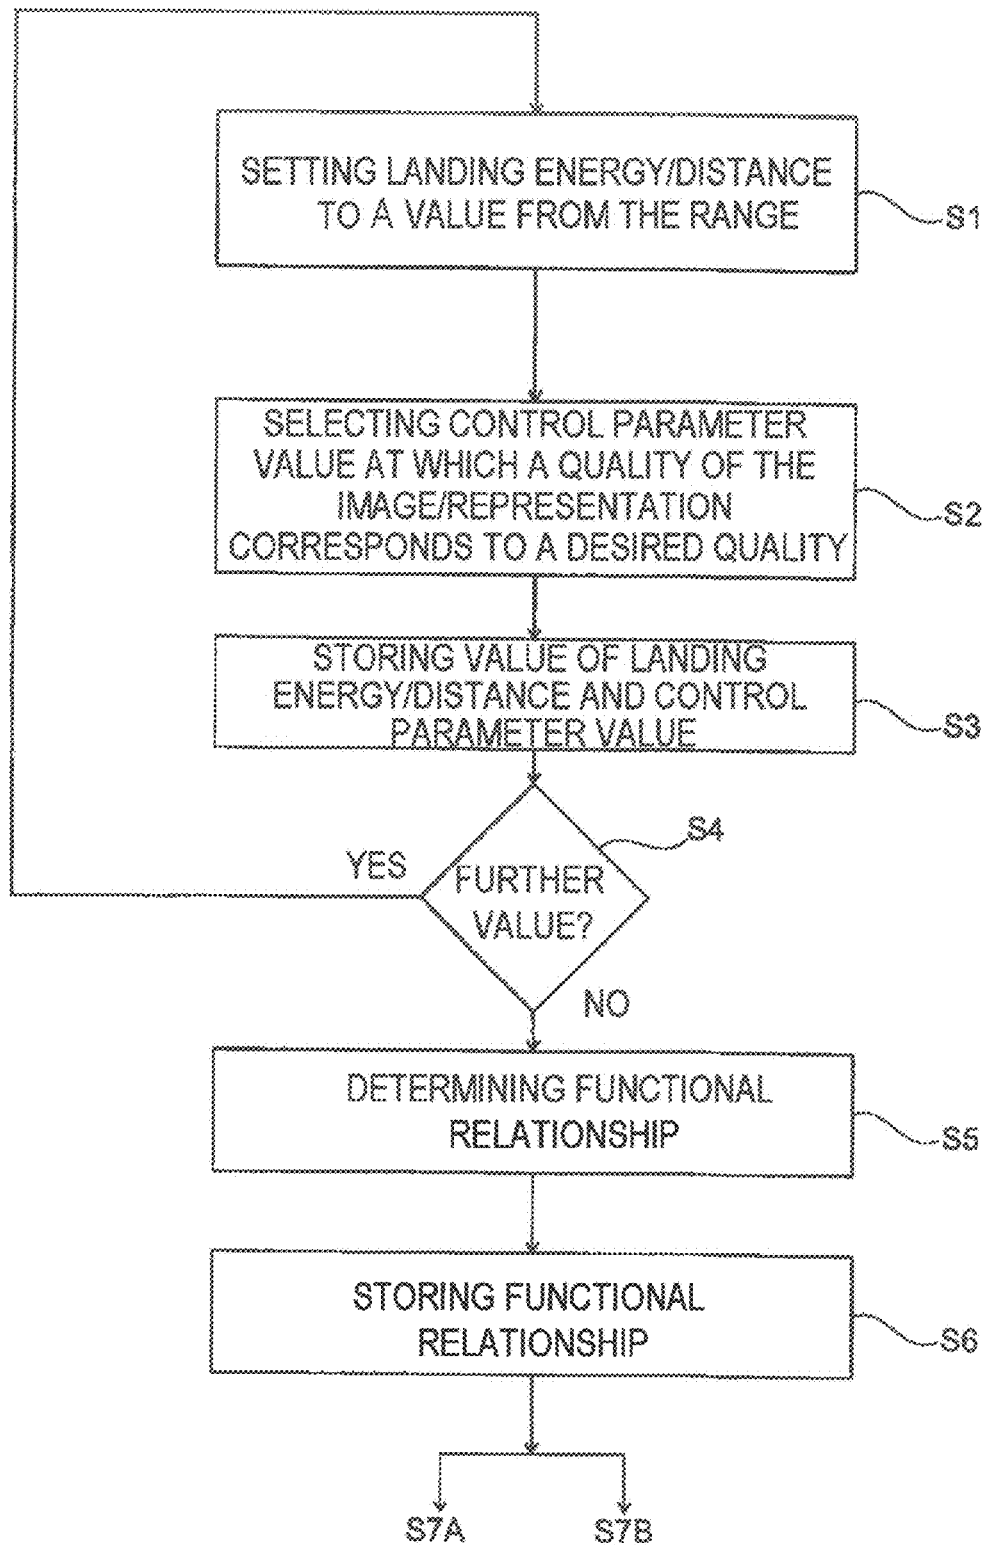 SETTING LANDING ENERGY/DISTANCE
TO A VALUE FROM THE RANGE
S1
SELECTING CONTROL PARAMETER
VALUE AT WHICH A QUALITY OF THE
IMAGE/REPRESENTATION
CORRESPONDS TO A DESIRED QUALITY
S2
STORING VALUE OF LANDING
ENERGY/DISTANCE AND CONTROL
PARAMETER VALUE
S3
S4
YES
FURTHER
VALUE?
NO
DETERMINING FUNCTIONAL
RELATIONSHIP
S5
STORING FUNCTIONAL
RELATIONSHIP
S6
S7A
S7B